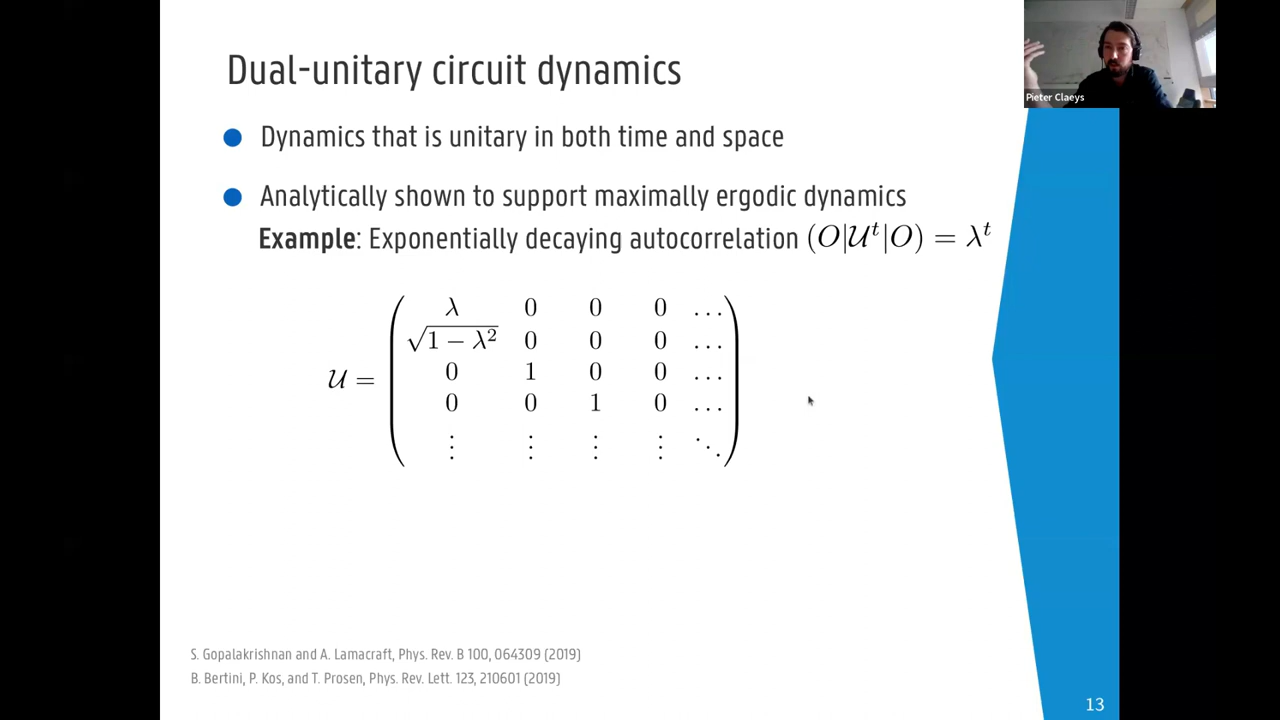 Dual-unitary circuit dynamics
Pieter Claeys
● Dynamics that is unitary in both time and space
● Analytically shown to support maximally ergodic dynamics
Example: Exponentially decaying autocorrelation (O|𝒰ᵗ|O) = λᵗ
λ 0 0 0 …
√1 − λ² 0 0 0 …
𝒰 = 0 1 0 0 …
0 0 1 0 …
⋮ ⋮ ⋮ ⋮ ⋱
S. Gopalakrishnan and A. Lamacraft, Phys. Rev. B 100, 064309 (2019)
B. Bertini, P. Kos, and T. Prosen, Phys. Rev. Lett. 123, 210601 (2019)
13